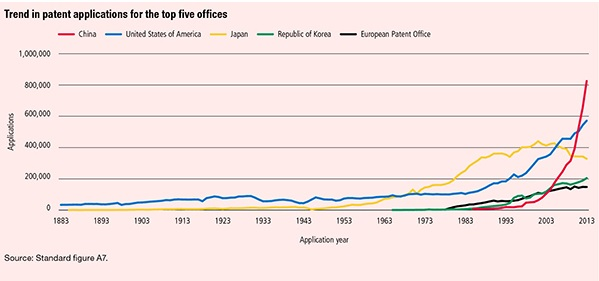 Trend in patent applications for the top five offices
China United States of America Japan Republic of Korea European Patent Office
1,000,000
800,000
600,000
400,000
200,000
0
Applications
1883 1893 1903 1913 1923 1933 1943 1953 1963 1973 1983 1993 2003 2013
Application year
Source: Standard figure A7.